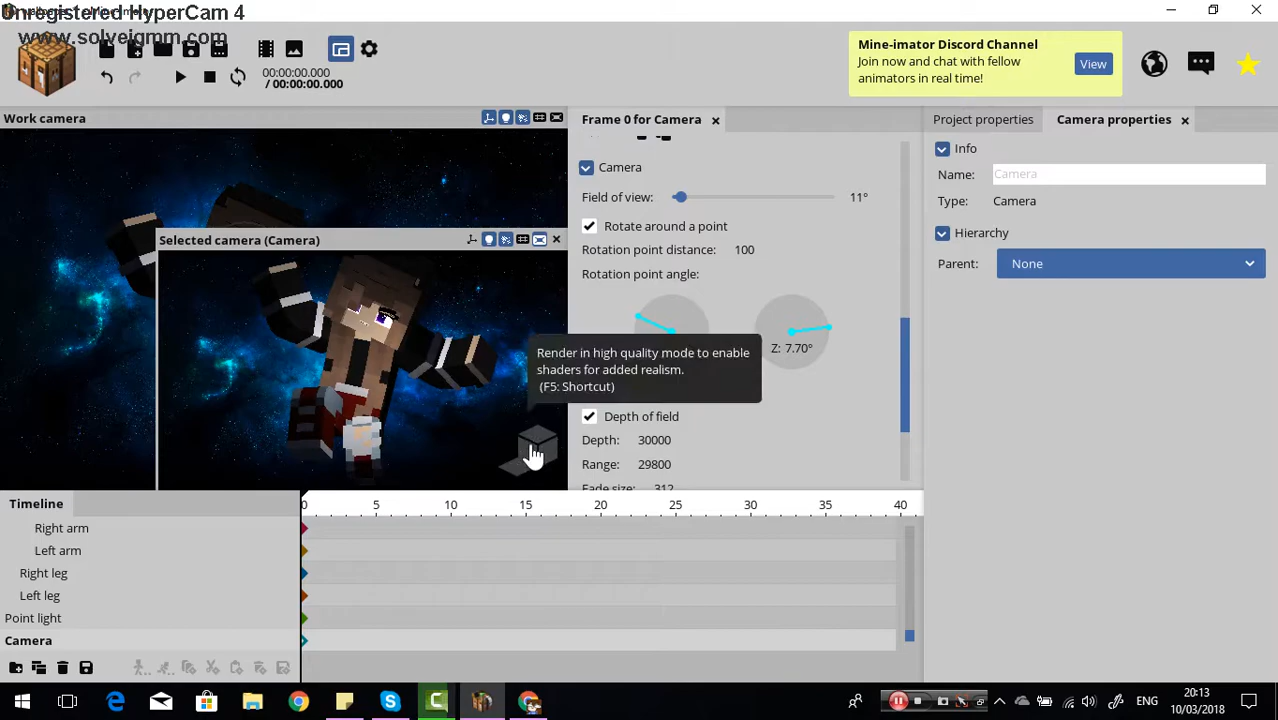 Unregistered HyperCam 4
www.solveigmm.com
00:00:00.000
/ 00:00:00.000
Mine-imator Discord Channel
Join now and chat with fellow
animators in real time!
View
Work camera
Selected camera (Camera)
Frame 0 for Camera
Camera
Field of view: 11°
Rotate around a point
Rotation point distance: 100
Rotation point angle:
Z: 7.70°
Render in high quality mode to enable
shaders for added realism.
(F5: Shortcut)
Depth of field
Depth: 30000
Range: 29800
Fade size: 312
Project properties
Camera properties
Info
Name: Camera
Type: Camera
Hierarchy
Parent: None
Timeline
0 5 10 15 20 25 30 35 40
Right arm
Left arm
Right leg
Left leg
Point light
Camera
ENG
20:13
10/03/2018